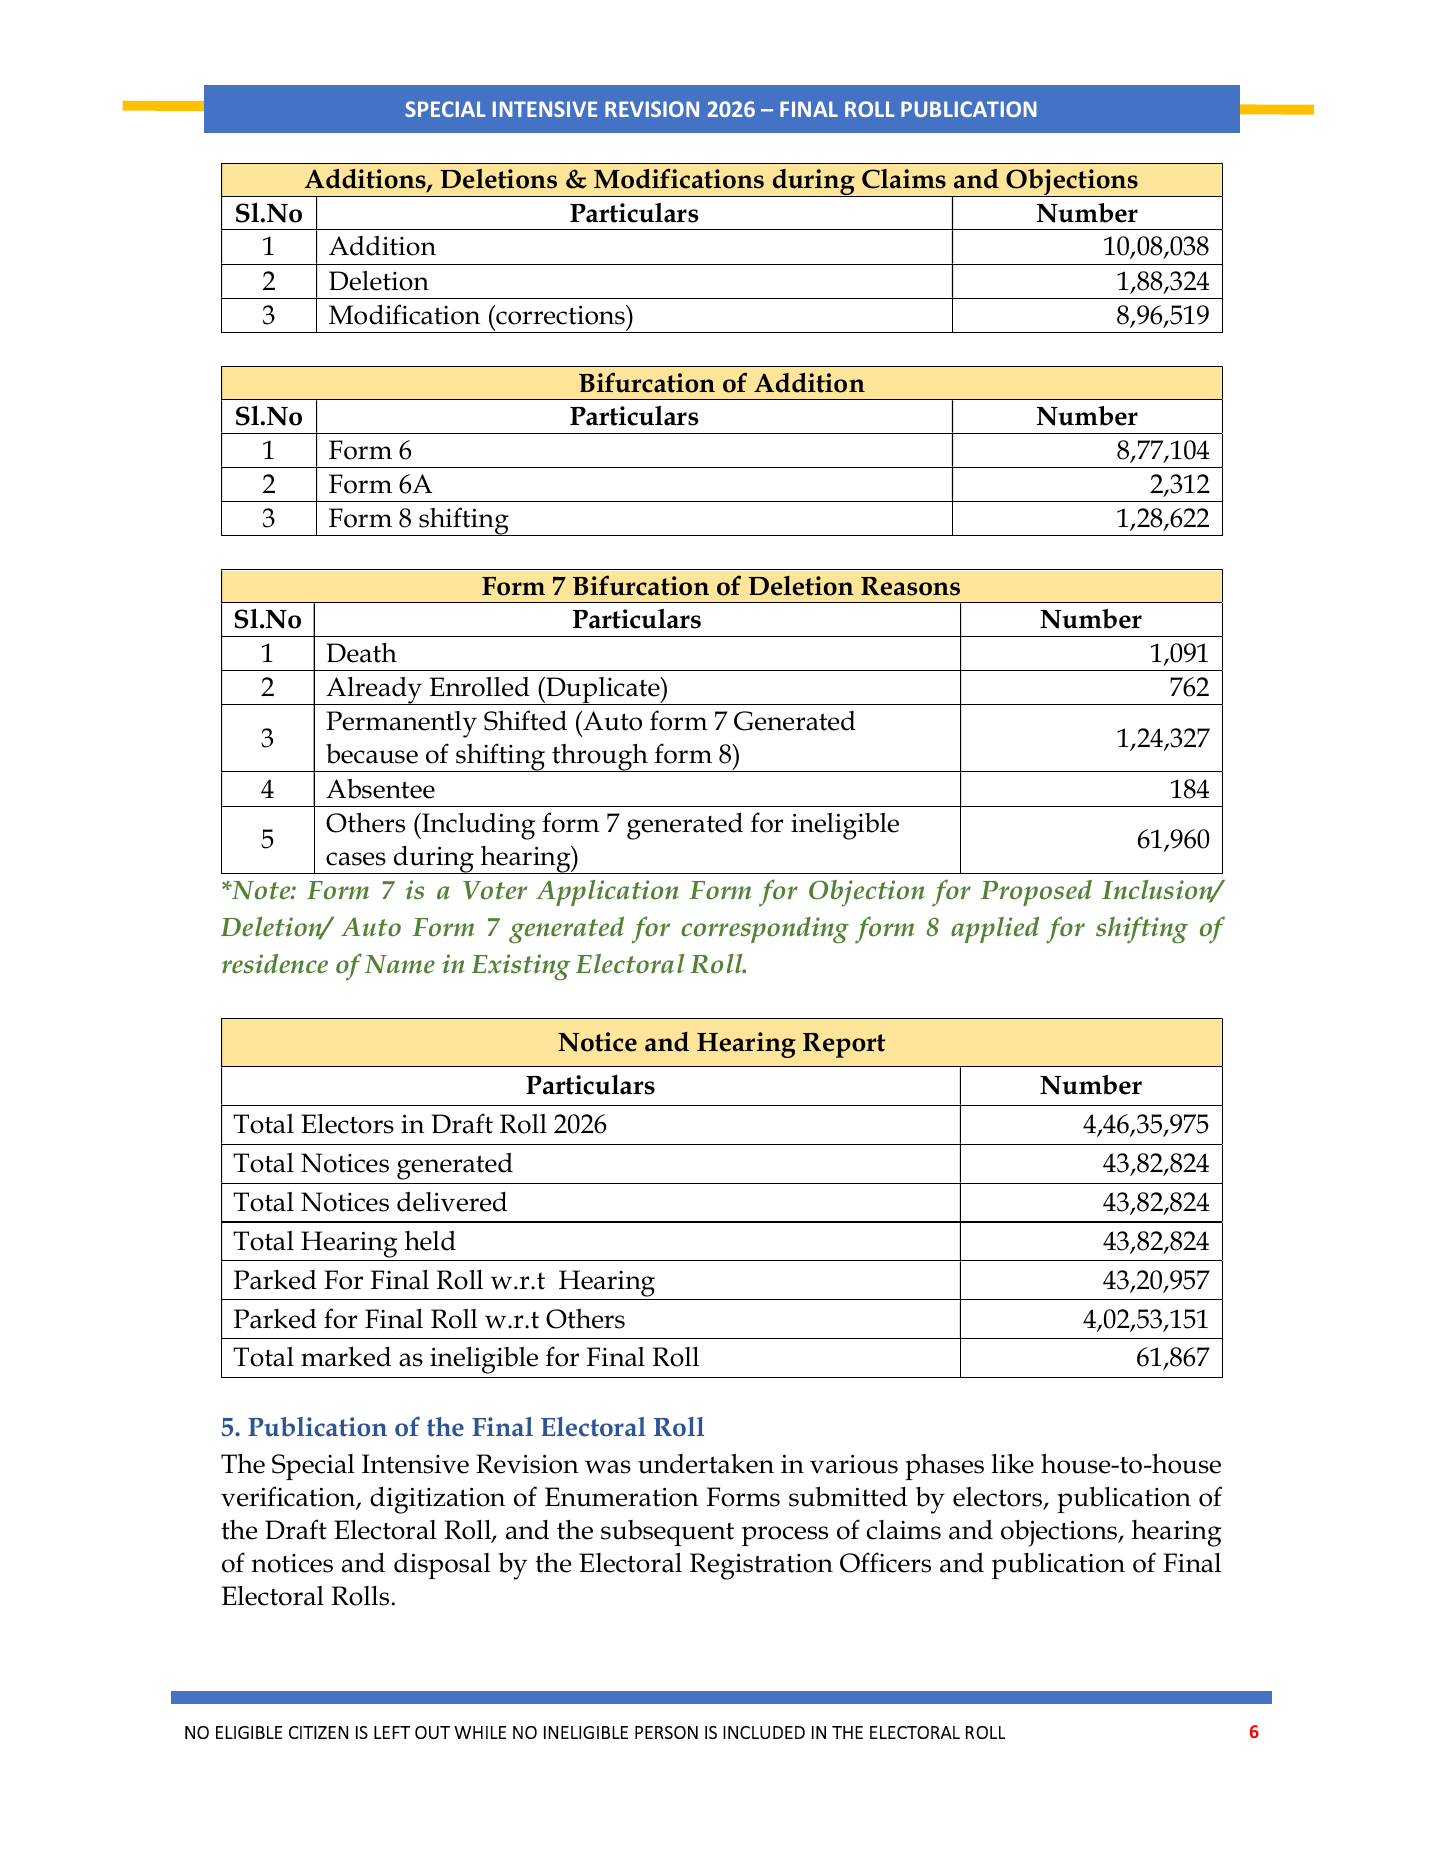 SPECIAL INTENSIVE REVISION 2026 – FINAL ROLL PUBLICATION
Additions, Deletions & Modifications during Claims and Objections
Sl.No Particulars Number
1 Addition 10,08,038
2 Deletion 1,88,324
3 Modification (corrections) 8,96,519
Bifurcation of Addition
Sl.No Particulars Number
1 Form 6 8,77,104
2 Form 6A 2,312
3 Form 8 shifting 1,28,622
Form 7 Bifurcation of Deletion Reasons
Sl.No Particulars Number
1 Death 1,091
2 Already Enrolled (Duplicate) 762
3 Permanently Shifted (Auto form 7 Generated
because of shifting through form 8) 1,24,327
4 Absentee 184
5 Others (Including form 7 generated for ineligible
cases during hearing) 61,960
*Note: Form 7 is a Voter Application Form for Objection for Proposed Inclusion/
Deletion/ Auto Form 7 generated for corresponding form 8 applied for shifting of
residence of Name in Existing Electoral Roll.
Notice and Hearing Report
Particulars Number
Total Electors in Draft Roll 2026 4,46,35,975
Total Notices generated 43,82,824
Total Notices delivered 43,82,824
Total Hearing held 43,82,824
Parked For Final Roll w.r.t Hearing 43,20,957
Parked for Final Roll w.r.t Others 4,02,53,151
Total marked as ineligible for Final Roll 61,867
5. Publication of the Final Electoral Roll
The Special Intensive Revision was undertaken in various phases like house-to-house
verification, digitization of Enumeration Forms submitted by electors, publication of
the Draft Electoral Roll, and the subsequent process of claims and objections, hearing
of notices and disposal by the Electoral Registration Officers and publication of Final
Electoral Rolls.
NO ELIGIBLE CITIZEN IS LEFT OUT WHILE NO INELIGIBLE PERSON IS INCLUDED IN THE ELECTORAL ROLL 6